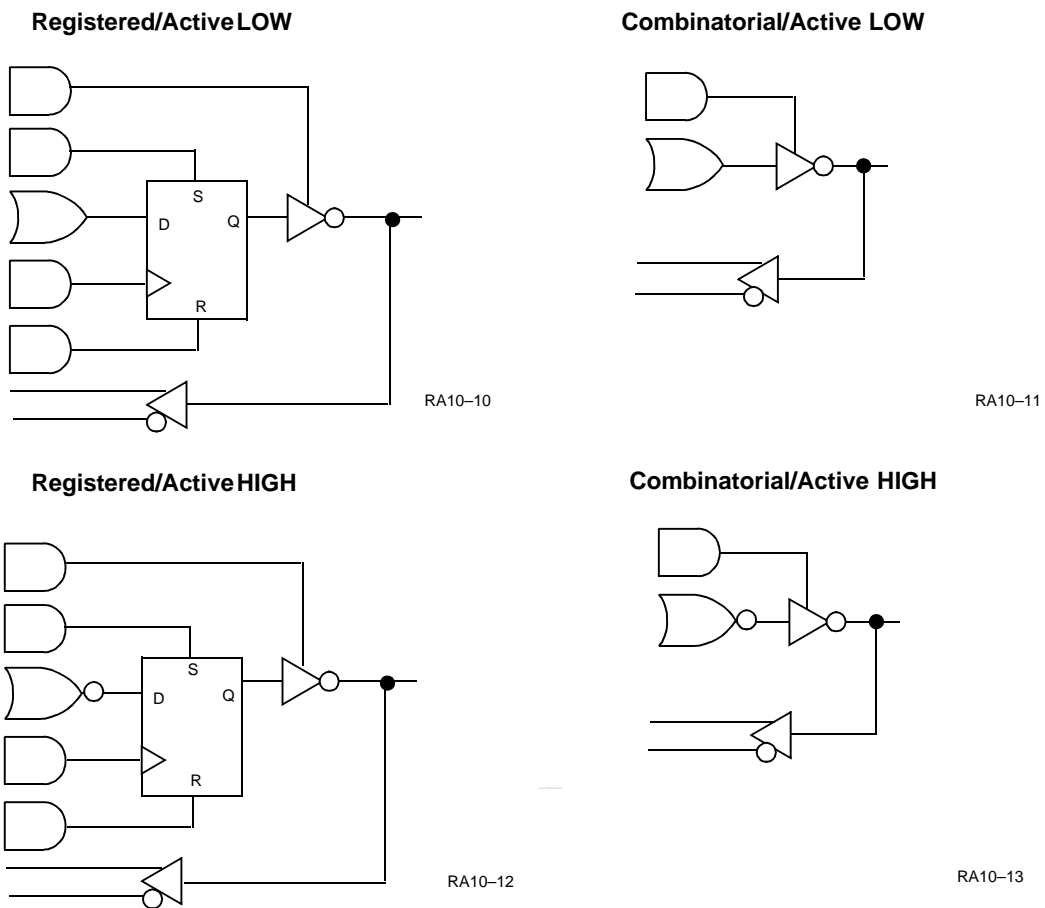 Registered/Active LOW
S
D
Q
R
RA10–10
Combinatorial/Active LOW
RA10–11
Registered/Active HIGH
S
D
Q
R
RA10–12
Combinatorial/Active HIGH
RA10–13